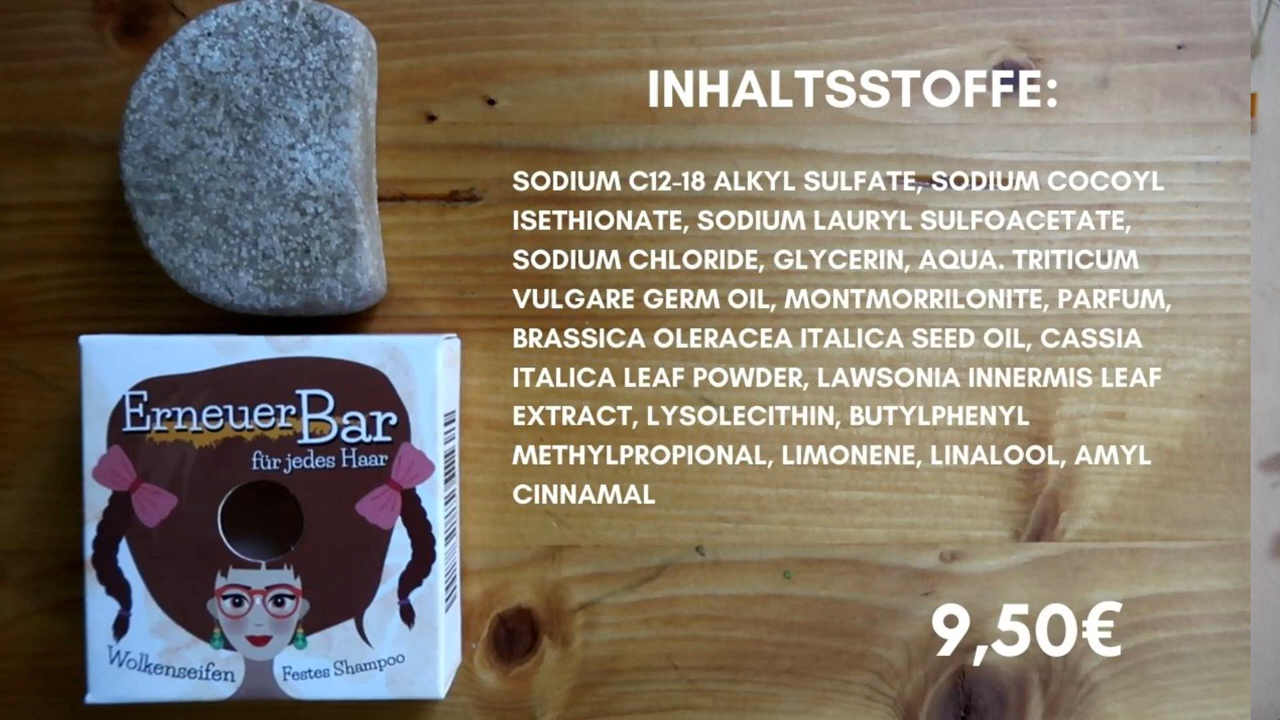 INHALTSSTOFFE:
SODIUM C12-18 ALKYL SULFATE, SODIUM COCOYL
ISETHIONATE, SODIUM LAURYL SULFOACETATE,
SODIUM CHLORIDE, GLYCERIN, AQUA. TRITICUM
VULGARE GERM OIL, MONTMORRILONITE, PARFUM,
BRASSICA OLERACEA ITALICA SEED OIL, CASSIA
ITALICA LEAF POWDER, LAWSONIA INNERMIS LEAF
EXTRACT, LYSOLECITHIN, BUTYLPHENYL
METHYLPROPIONAL, LIMONENE, LINALOOL, AMYL
CINNAMAL
9,50€
ErneuerBar
für jedes Haar
Wolkenseifen
Festes Shampoo